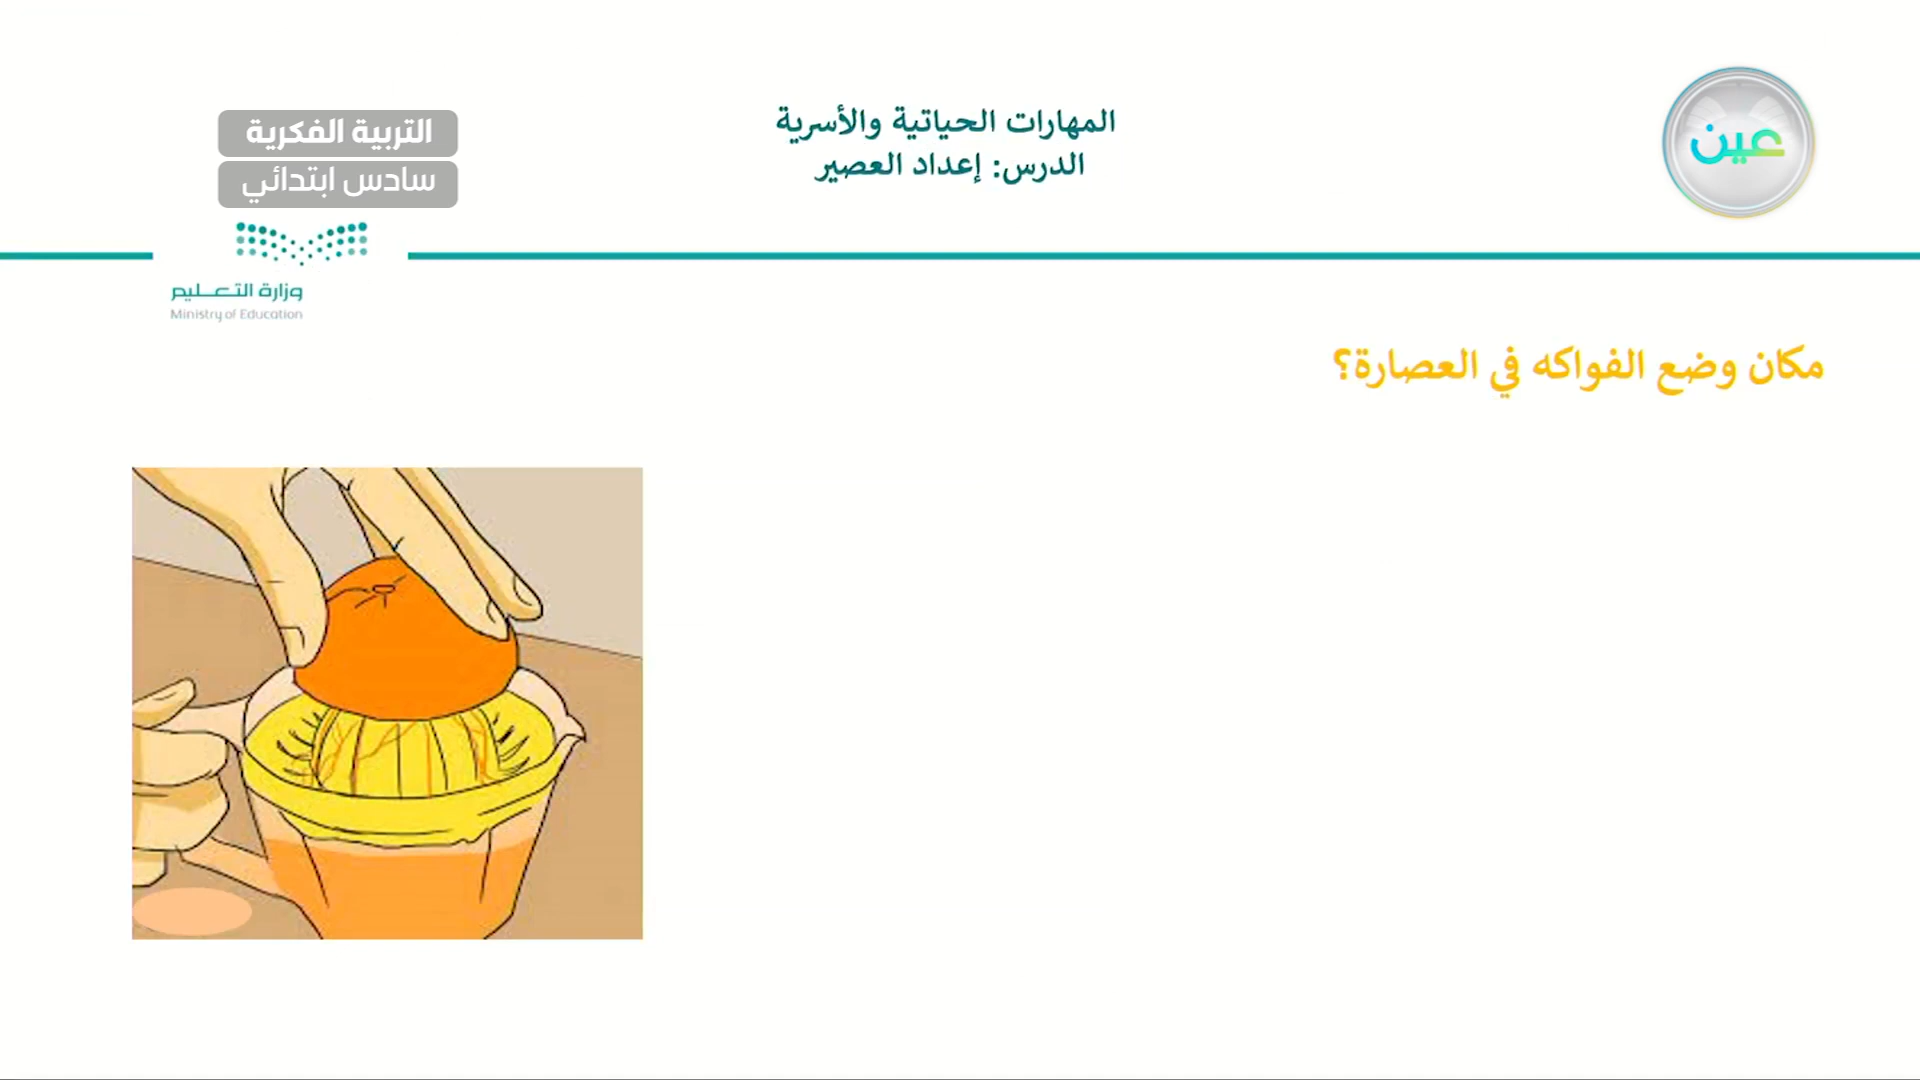 المهارات الحياتية والأسرية
الدرس: إعداد العصير
عين
التربية الفكرية
سادس ابتدائي
وزارة التعليم
Ministry of Education
مكان وضع الفواكه في العصارة؟